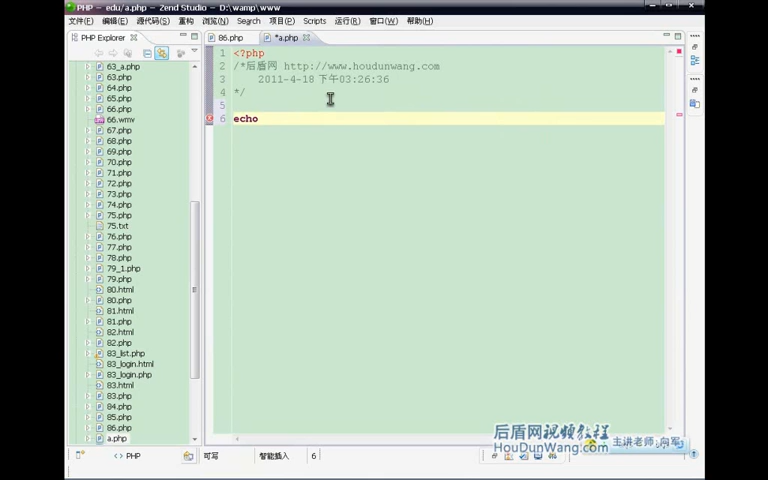 PHP - edu/a.php - Zend Studio - D:\wamp\www
文件(F) 编辑(E) 源代码(S) 重构 浏览(N) Search 项目(P) Scripts 运行(R) 窗口(W) 帮助(H)
PHP Explorer
86.php
*a.php
63_a.php
63.php
64.php
65.php
66.php
66.wmv
67.php
68.php
69.php
70.php
71.php
72.php
73.php
74.php
75.php
75.txt
76.php
77.php
78.php
79_1.php
79.php
80.html
80.php
81.html
81.php
82.html
82.php
83_list.php
83_login.html
83_login.php
83.html
83.php
84.php
85.php
86.php
a.php
1 <?php
2 /*后盾网 http://www.houdunwang.com
3 2011-4-18 下午03:26:36
4 */
5
6 echo
后盾网视频教程
HouDunWang.com
主讲老师:向军
PHP
可写
智能插入
6